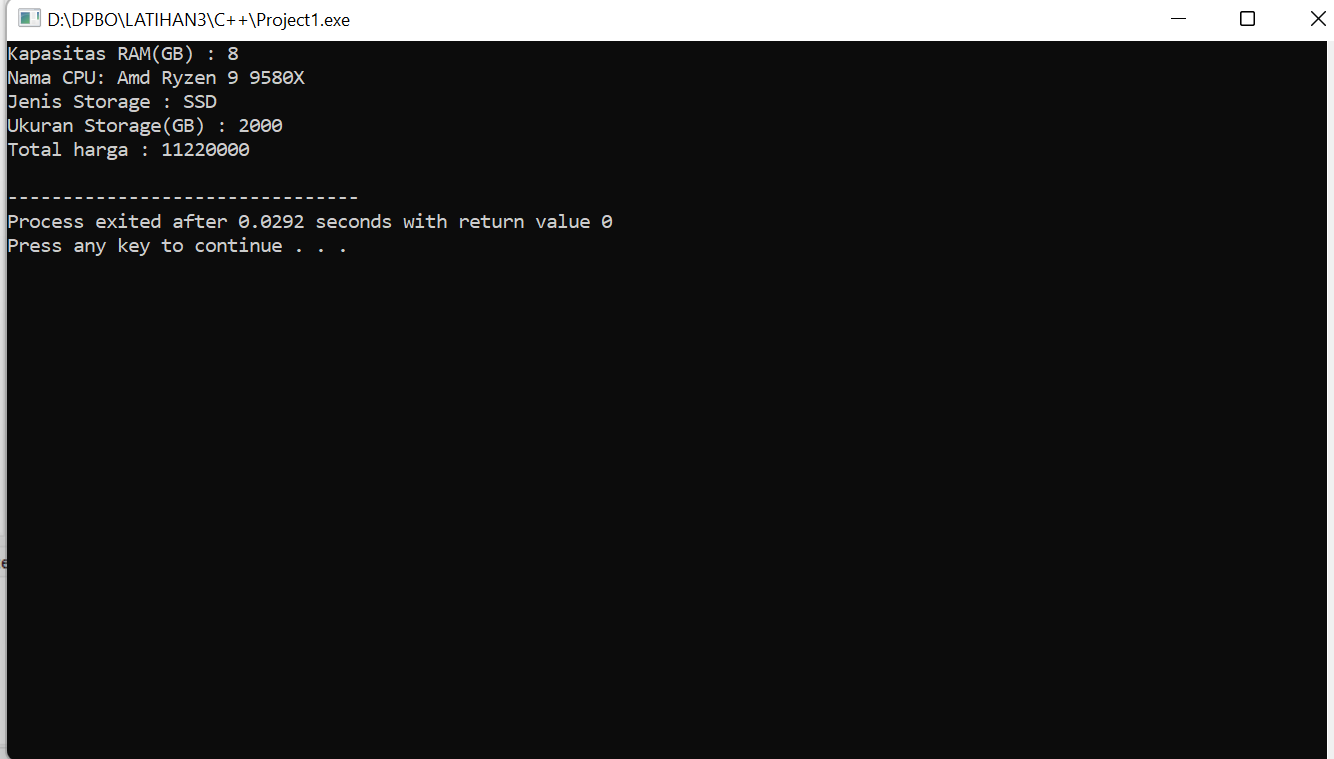 D:\DPBO\LATIHAN3\C++\Project1.exe
Kapasitas RAM(GB) : 8
Nama CPU: Amd Ryzen 9 9580X
Jenis Storage : SSD
Ukuran Storage(GB) : 2000
Total harga : 11220000
--------------------------------
Process exited after 0.0292 seconds with return value 0
Press any key to continue . . .